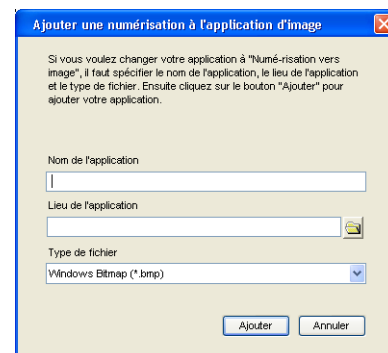 Ajouter une numérisation à l'application d'image
Si vous voulez changer votre application à "Numé-risation vers
image", il faut spécifier le nom de l'application, le lieu de l'application
et le type de fichier. Ensuite cliquez sur le bouton "Ajouter" pour
ajouter votre application.
Nom de l'application
Lieu de l'application
Type de fichier
Windows Bitmap (*.bmp)
Ajouter
Annuler